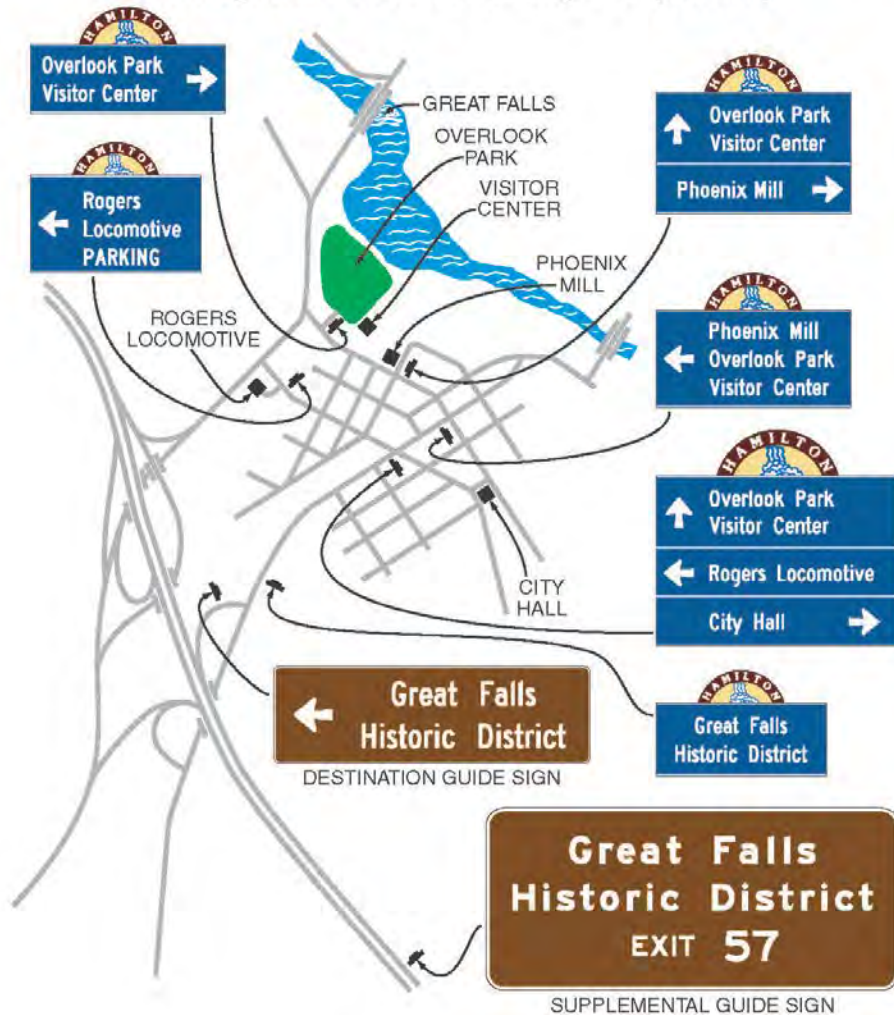 HAMILTON
Overlook Park
Visitor Center
HAMILTON
Rogers
Locomotive
PARKING
GREAT FALLS
OVERLOOK
PARK
VISITOR
CENTER
PHOENIX
MILL
ROGERS
LOCOMOTIVE
CITY
HALL
HAMILTON
Overlook Park
Visitor Center
Phoenix Mill
HAMILTON
Phoenix Mill
Overlook Park
Visitor Center
HAMILTON
Overlook Park
Visitor Center
Rogers Locomotive
City Hall
HAMILTON
Great Falls
Historic District
Great Falls
Historic District
DESTINATION GUIDE SIGN
Great Falls
Historic District
EXIT 57
SUPPLEMENTAL GUIDE SIGN